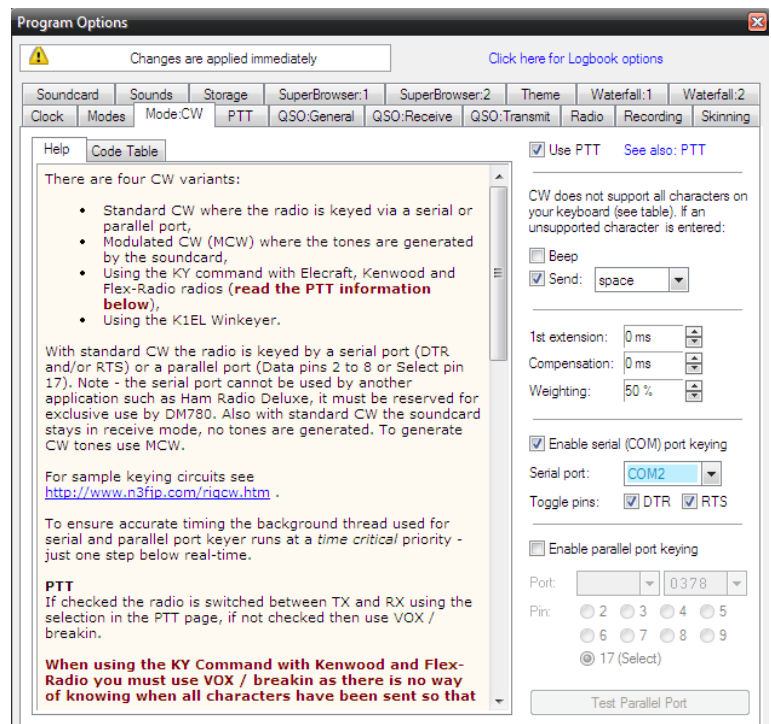 Program Options
Changes are applied immediately
Click here for Logbook options
Soundcard Sounds Storage SuperBrowser:1 SuperBrowser:2 Theme Waterfall:1 Waterfall:2
Clock Modes Mode:CW PTT QSO:General QSO:Receive QSO:Transmit Radio Recording Skinning
Help Code Table
There are four CW variants:
• Standard CW where the radio is keyed via a serial or
parallel port,
• Modulated CW (MCW) where the tones are generated
by the soundcard,
• Using the KY command with Elecraft, Kenwood and
Flex-Radio radios (read the PTT information
below),
• Using the K1EL Winkeyer.
With standard CW the radio is keyed by a serial port (DTR
and/or RTS) or a parallel port (Data pins 2 to 8 or Select pin
17). Note - the serial port cannot be used by another
application such as Ham Radio Deluxe, it must be reserved for
exclusive use by DM780. Also with standard CW the soundcard
stays in receive mode, no tones are generated. To generate
CW tones use MCW.
For sample keying circuits see
http://www.n3fjp.com/rigcw.htm .
To ensure accurate timing the background thread used for
serial and parallel port keyer runs at a time critical priority -
just one step below real-time.
PTT
If checked the radio is switched between TX and RX using the
selection in the PTT page, if not checked then use VOX /
breakin.
When using the KY Command with Kenwood and Flex-
Radio you must use VOX / breakin as there is no way
of knowing when all characters have been sent so that
Use PTT See also: PTT
CW does not support all characters on
your keyboard (see table). If an
unsupported character is entered:
Beep
Send: space
1st extension: 0 ms
Compensation: 0 ms
Weighting: 50 %
Enable serial (COM) port keying
Serial port: COM2
Toggle pins: DTR RTS
Enable parallel port keying
Port: 0378
Pin: 2 3 4 5
6 7 8 9
17 (Select)
Test Parallel Port